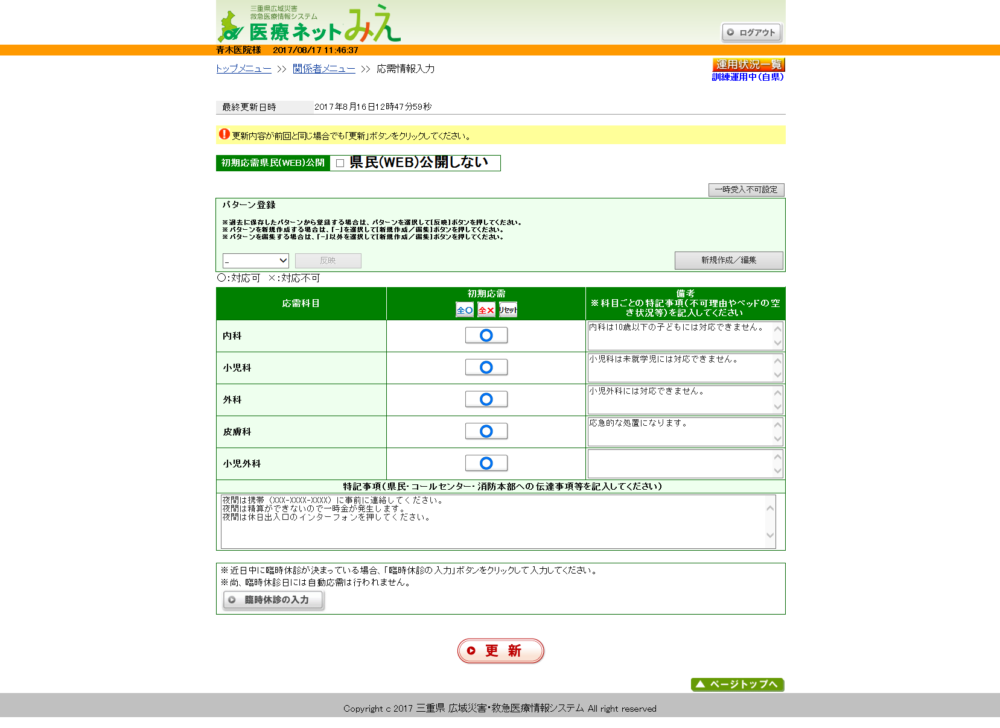 三重県広域災害
救急医療情報システム
医療ネットみえ
ログアウト
青木医院様 2017/08/17 11:46:37
トップメニュー >> 関係者メニュー >> 応需情報入力
運用状況一覧
訓練運用中(自県)
最終更新日時 2017年8月16日12時47分59秒
更新内容が前回と同じ場合でも「更新」ボタンをクリックしてください。
初期応需県民(WEB)公開 県民(WEB)公開しない
一時受入不可設定
パターン登録
※過去に保存したパターンから登録する場合は、パターンを選択して[反映]ボタンを押してください。
※パターンを新規作成する場合は、「-」を選択して[新規作成/編集]ボタンを押してください。
※パターンを編集する場合は、「-」以外を選択して[新規作成/編集]ボタンを押してください。
- 反映 新規作成/編集
○:対応可 ×:対応不可
応需科目 初期応需 備考
※科目ごとの特記事項(不可理由やベッドの空
き状況等)を記入してください
全○ 全× リセット
内科 ○ 内科は10歳以下の子どもには対応できません。
小児科 ○ 小児科は未就学児には対応できません。
外科 ○ 小児外科には対応できません。
皮膚科 ○ 応急的な処置になります。
小児外科 ○
特記事項(県民・コールセンター・消防本部への伝達事項等を記入してください)
夜間は携帯(XXX-XXXX-XXXX)に事前に連絡してください。
夜間は精算ができないので一時金が発生します。
夜間は休日出入口のインターフォンを押してください。
※近日中に臨時休診が決まっている場合、「臨時休診の入力」ボタンをクリックして入力してください。
※尚、臨時休診日には自動応需は行われません。
臨時休診の入力
更 新
▲ ページトップへ
Copyright c 2017 三重県 広域災害・救急医療情報システム All right reserved